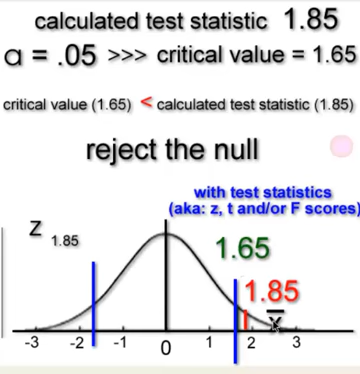 calculated test statistic 1.85
α = .05 >>> critical value = 1.65
critical value (1.65) < calculated test statistic (1.85)
reject the null
with test statistics
(aka: z, t and/or F scores)
Z 1.85
1.65
1.85
X̅
-3 -2 -1 0 1 2 3